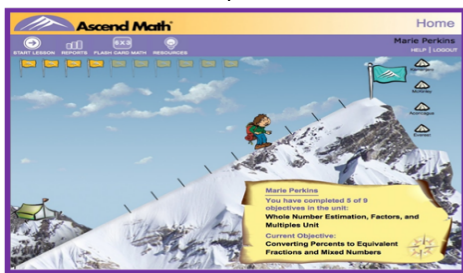 Ascend Math
Home
START LESSON REPORTS FLASH CARD MATH RESOURCES
Marie Perkins
HELP | LOGOUT
McKinley
Everest
Marie Perkins
You have completed 5 of 9
objectives in the unit:
Whole Number Estimation, Factors, and
Multiples Unit
Current Objective:
Converting Percents to Equivalent
Fractions and Mixed Numbers